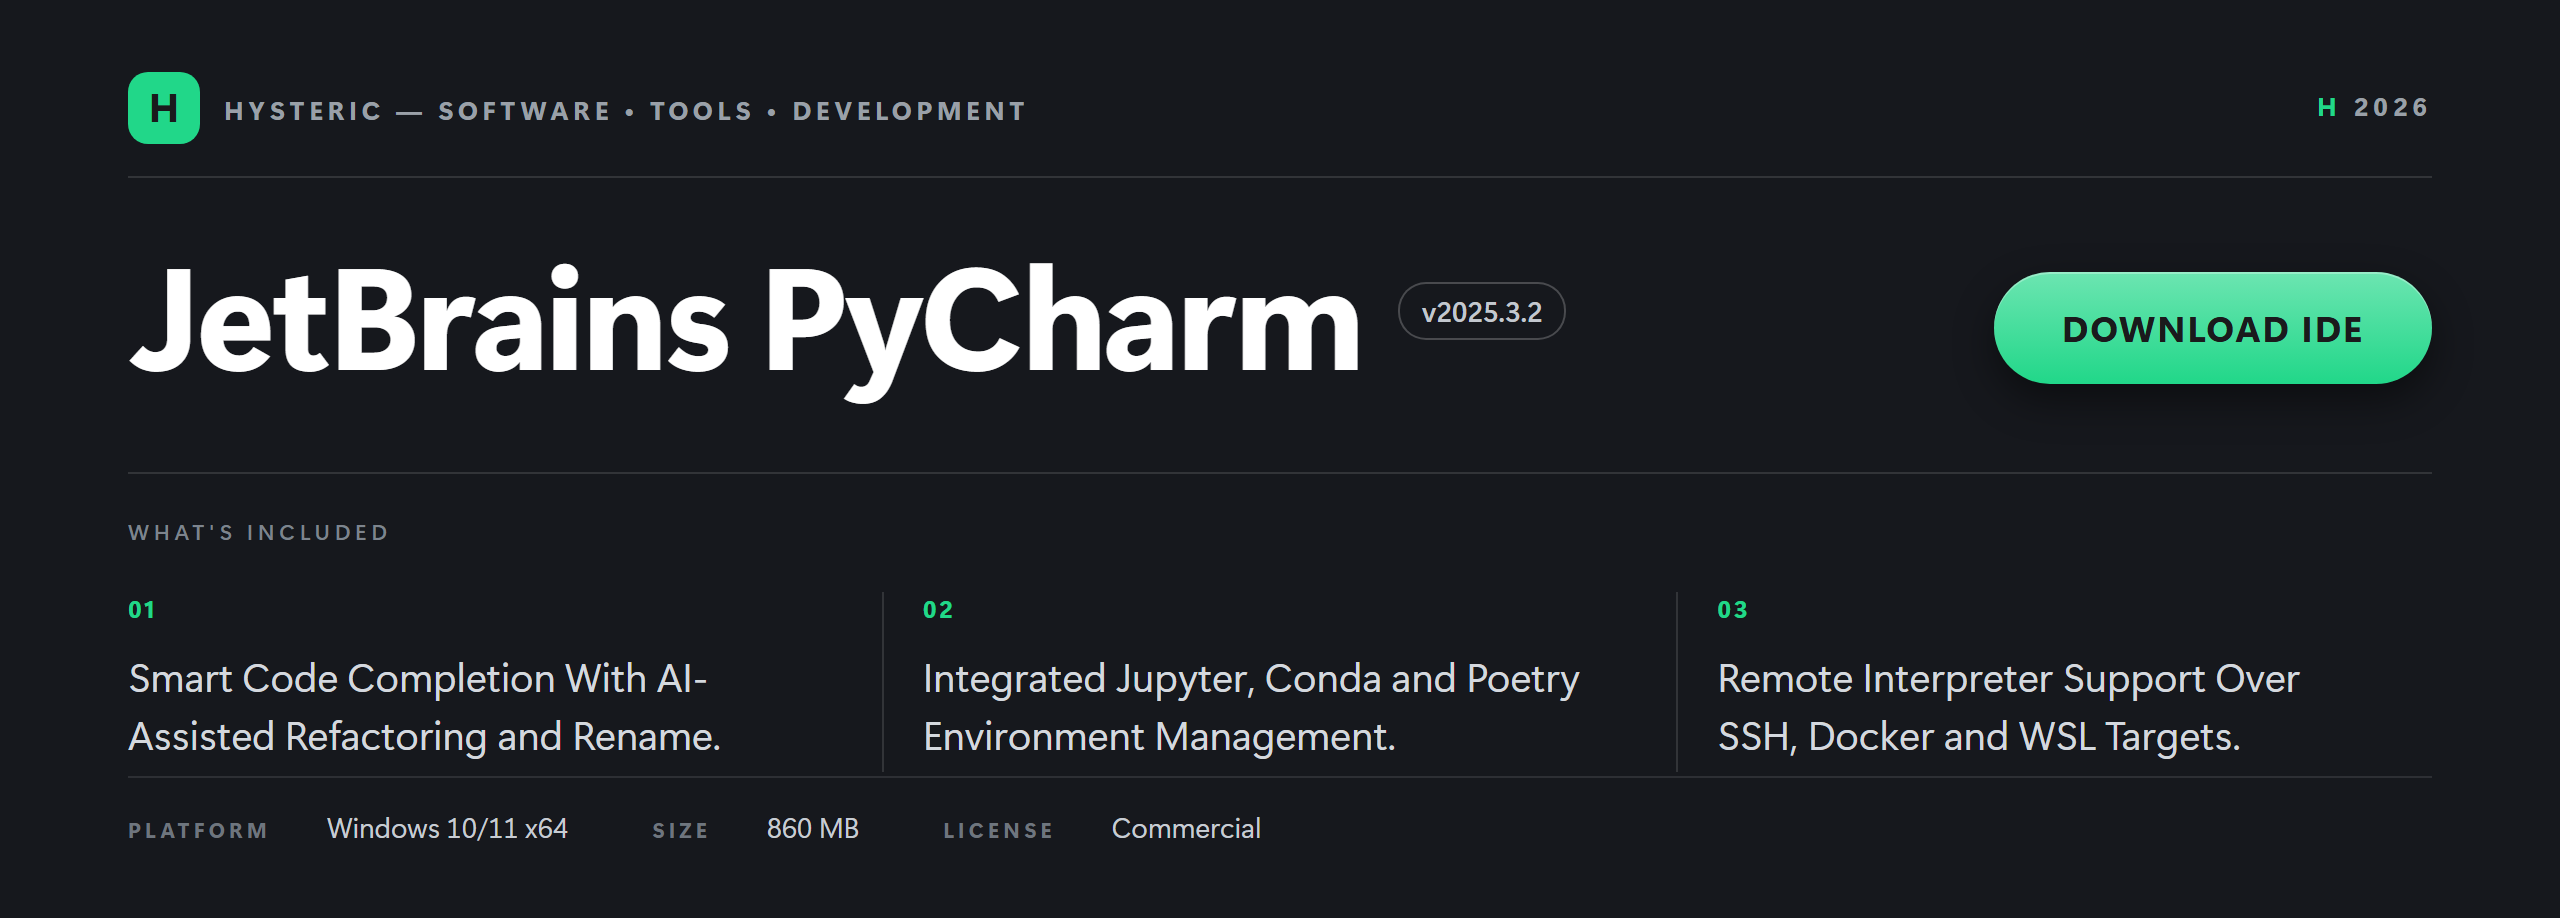 H HYSTERIC — SOFTWARE • TOOLS • DEVELOPMENT
H 2026
JetBrains PyCharm v2025.3.2
DOWNLOAD IDE
WHAT'S INCLUDED
01
Smart Code Completion With AI-
Assisted Refactoring and Rename.
02
Integrated Jupyter, Conda and Poetry
Environment Management.
03
Remote Interpreter Support Over
SSH, Docker and WSL Targets.
PLATFORM Windows 10/11 x64 SIZE 860 MB LICENSE Commercial